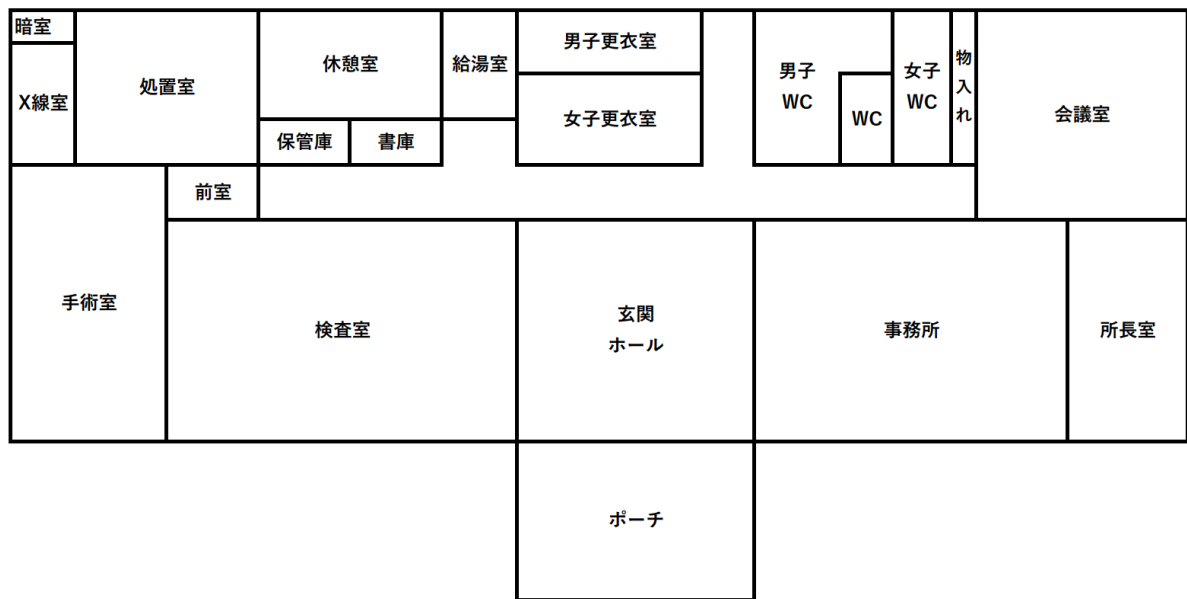 暗室
X線室
処置室
休憩室
保管庫
書庫
給湯室
男子更衣室
女子更衣室
男子
WC
WC
女子
WC
物
入
れ
会議室
前室
手術室
検査室
玄関
ホール
事務所
所長室
ポーチ